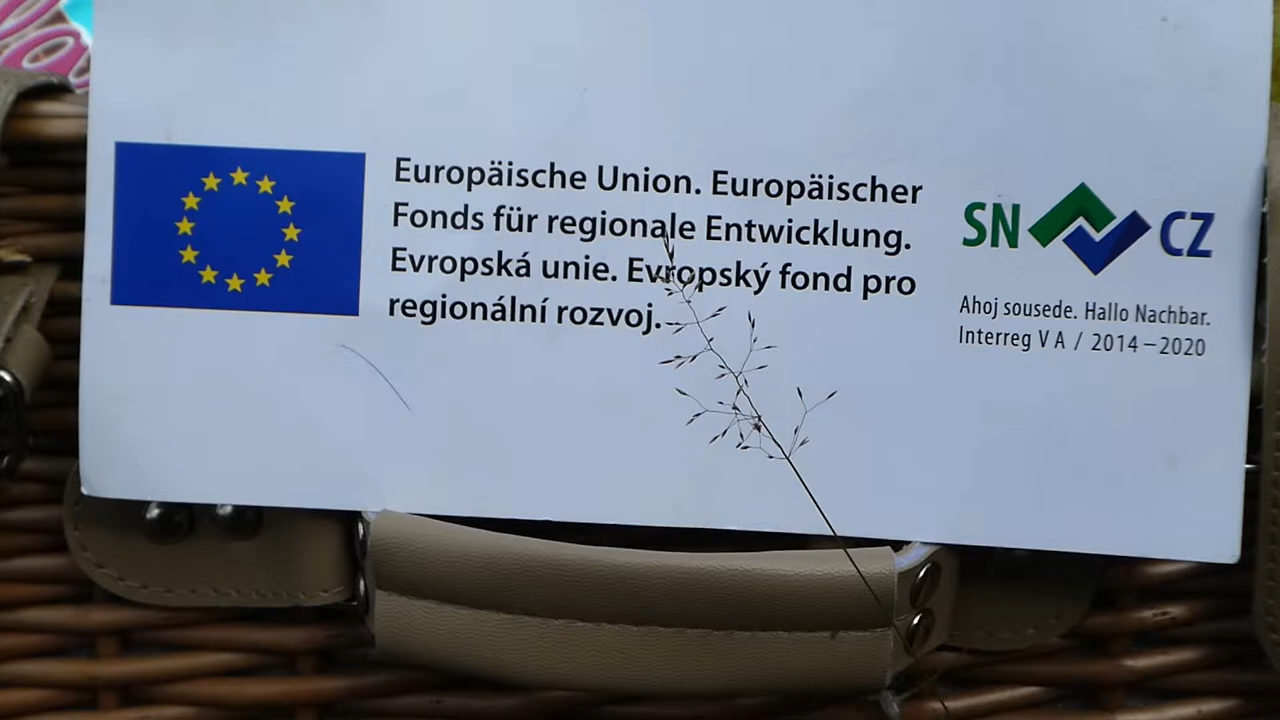 Europäische Union. Europäischer
Fonds für regionale Entwicklung.
Evropská unie. Evropský fond pro
regionální rozvoj.
SN CZ
Ahoj sousede. Hallo Nachbar.
Interreg V A / 2014–2020